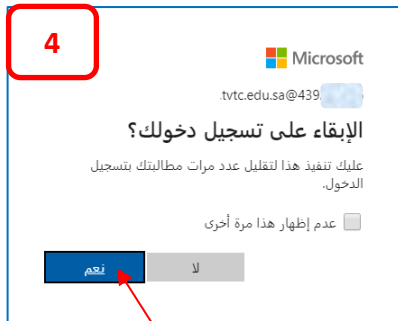 4
Microsoft
.tvtc.edu.sa@439
الإبقاء على تسجيل دخولك؟
عليك تنفيذ هذا لتقليل عدد مرات مطالبتك بتسجيل
الدخول.
عدم إظهار هذا مرة أخرى
لا
نعم